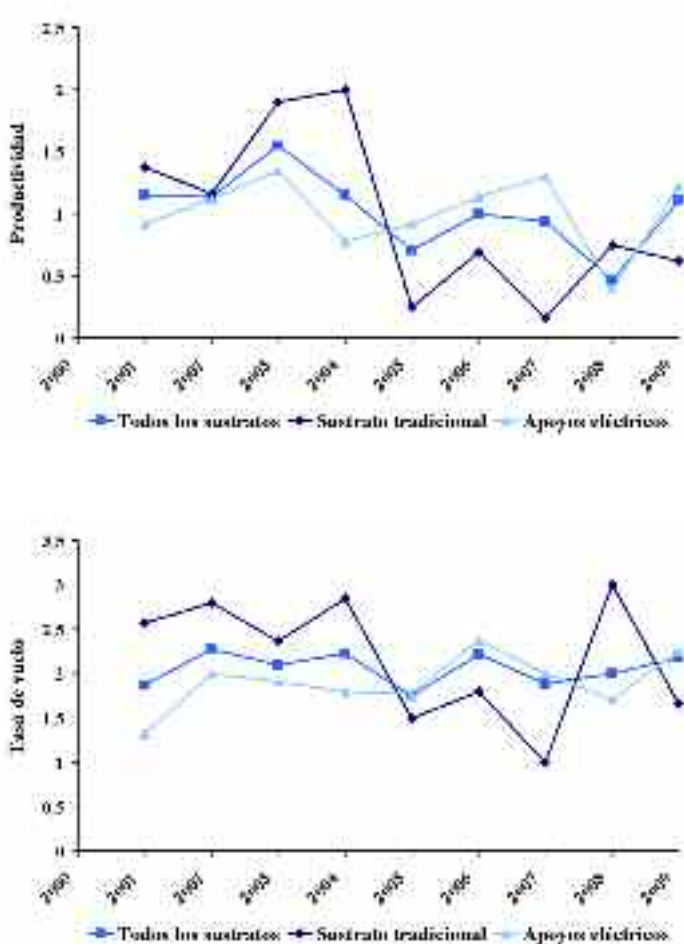 2.5
2
1.5
1
0.5
0
Productividad
2000 2001 2002 2003 2004 2005 2006 2007 2008 2009
Todos los sustratos Sustrato tradicional Apoyos eléctricos
3.5
3
2.5
2
1.5
1
0.5
0
Tasa de vuelo
2000 2001 2002 2003 2004 2005 2006 2007 2008 2009
Todos los sustratos Sustrato tradicional Apoyos eléctricos